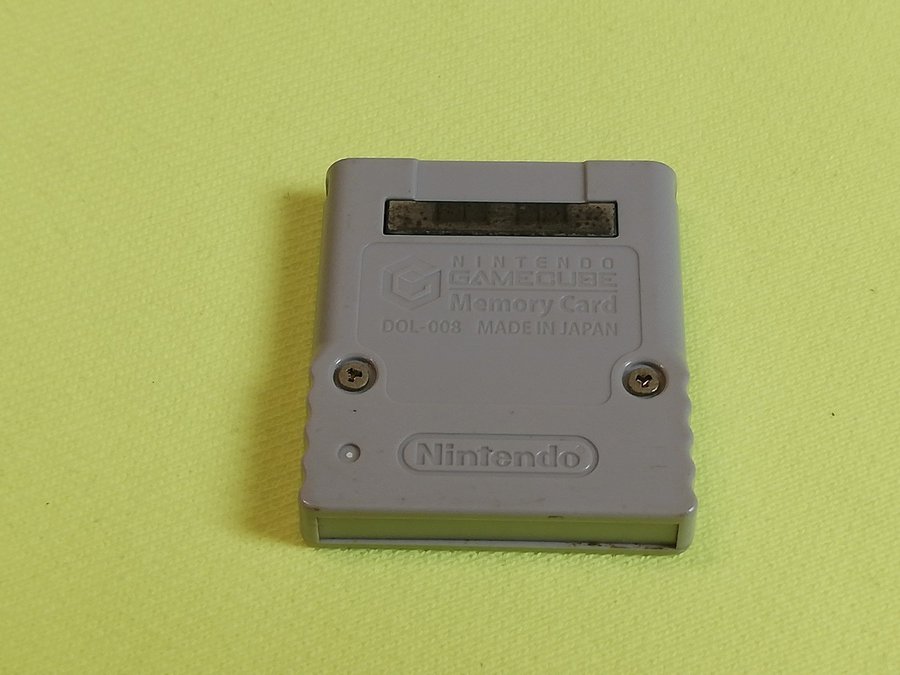 NINTENDO
GAMECUBE
Memory Card
DOL-008 MADE IN JAPAN
Nintendo